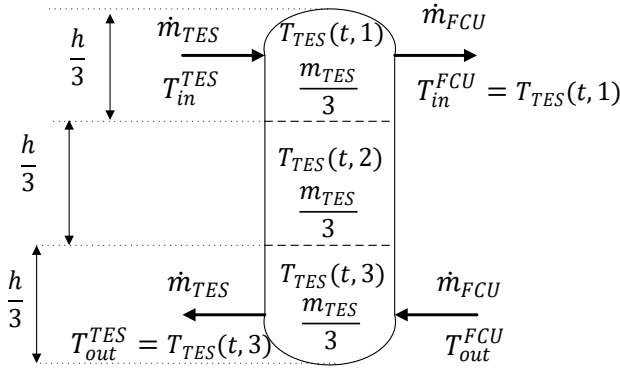 ṁ_TES T_TES(t, 1) ṁ_FCU
h/3 T_in^TES m_TES/3 T_in^FCU = T_TES(t, 1)
h/3 T_TES(t, 2)
m_TES/3
h/3 ṁ_TES T_TES(t, 3) ṁ_FCU
T_out^TES = T_TES(t, 3) m_TES/3 T_out^FCU